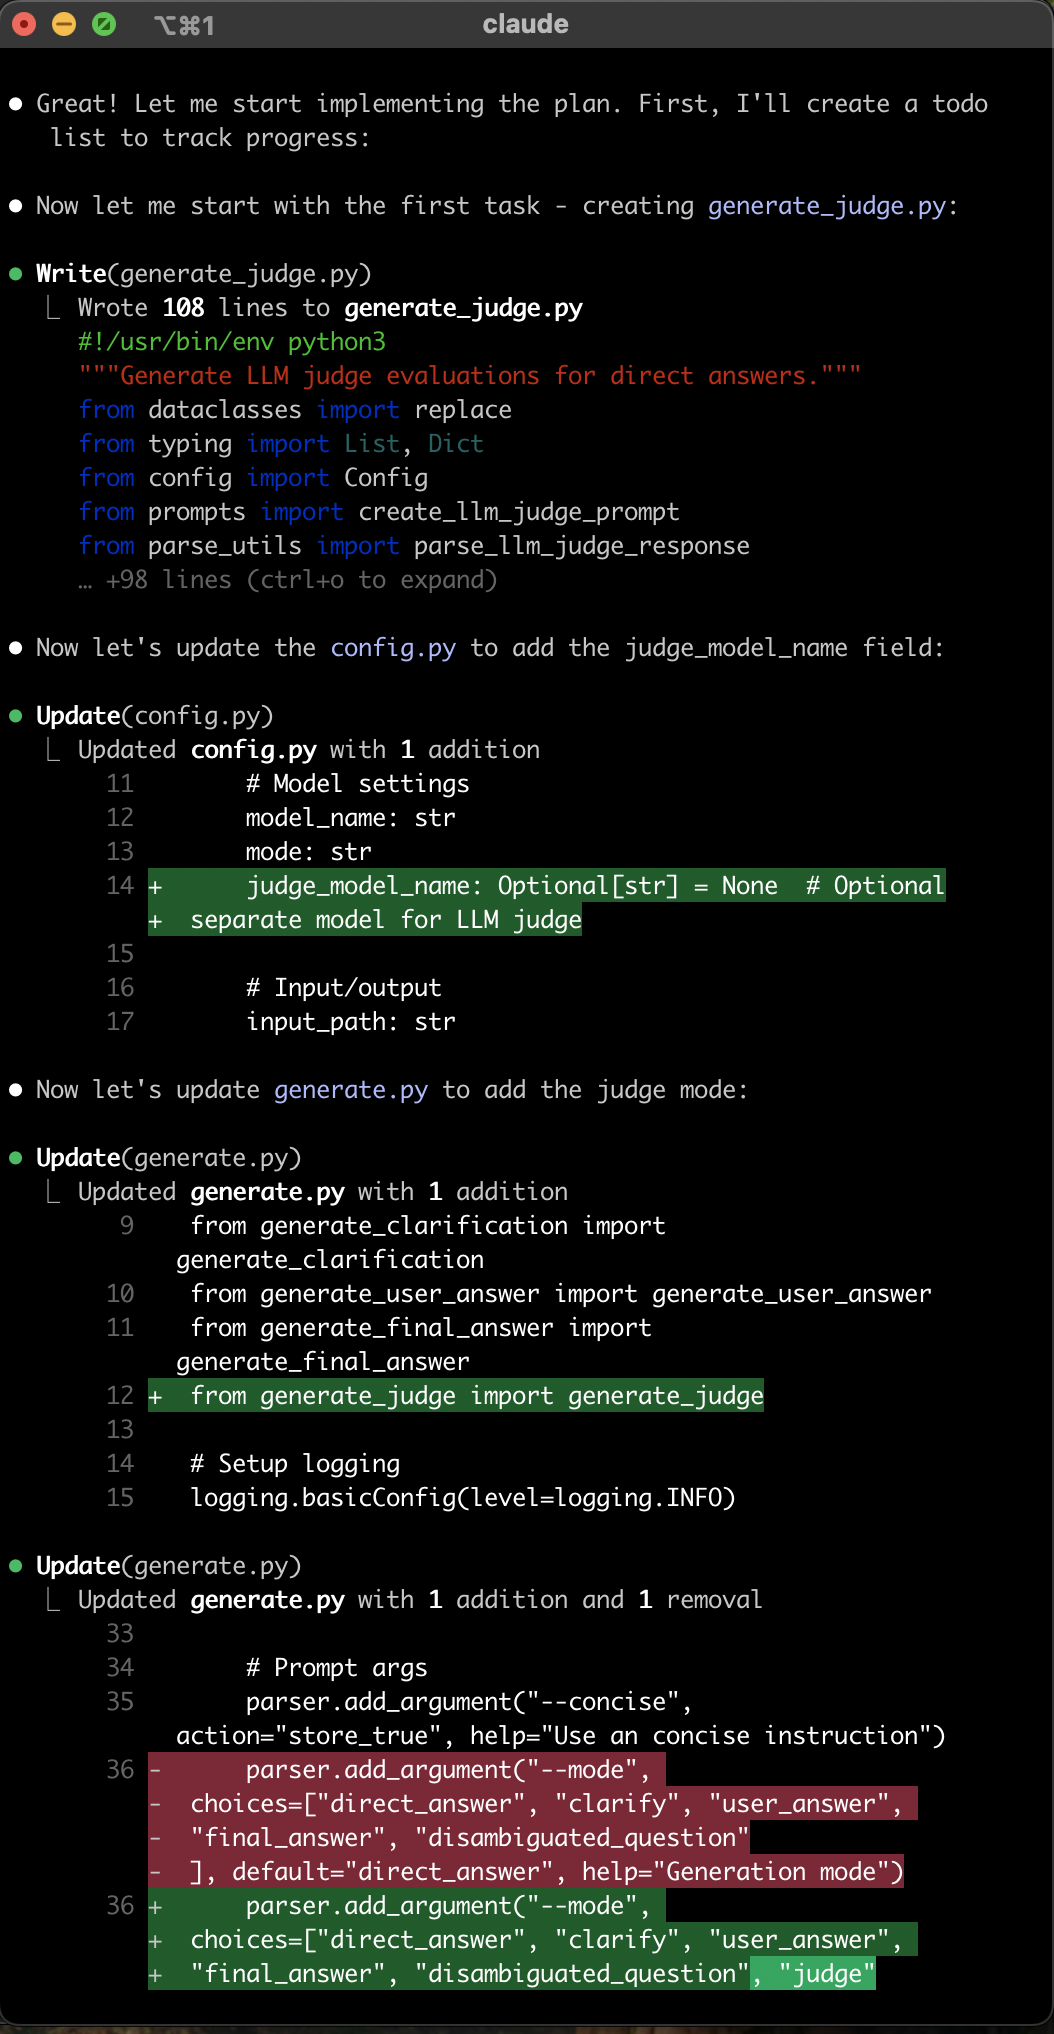 ⌥⌘1 claude
● Great! Let me start implementing the plan. First, I'll create a todo
list to track progress:
● Now let me start with the first task - creating generate_judge.py:
● Write(generate_judge.py)
⎿ Wrote 108 lines to generate_judge.py
#!/usr/bin/env python3
"""Generate LLM judge evaluations for direct answers."""
from dataclasses import replace
from typing import List, Dict
from config import Config
from prompts import create_llm_judge_prompt
from parse_utils import parse_llm_judge_response
… +98 lines (ctrl+o to expand)
● Now let's update the config.py to add the judge_model_name field:
● Update(config.py)
⎿ Updated config.py with 1 addition
11 # Model settings
12 model_name: str
13 mode: str
14 + judge_model_name: Optional[str] = None # Optional
+ separate model for LLM judge
15
16 # Input/output
17 input_path: str
● Now let's update generate.py to add the judge mode:
● Update(generate.py)
⎿ Updated generate.py with 1 addition
9 from generate_clarification import
generate_clarification
10 from generate_user_answer import generate_user_answer
11 from generate_final_answer import
generate_final_answer
12 + from generate_judge import generate_judge
13
14 # Setup logging
15 logging.basicConfig(level=logging.INFO)
● Update(generate.py)
⎿ Updated generate.py with 1 addition and 1 removal
33
34 # Prompt args
35 parser.add_argument("--concise",
action="store_true", help="Use an concise instruction")
36 - parser.add_argument("--mode",
- choices=["direct_answer", "clarify", "user_answer",
- "final_answer", "disambiguated_question"
- ], default="direct_answer", help="Generation mode")
36 + parser.add_argument("--mode",
+ choices=["direct_answer", "clarify", "user_answer",
+ "final_answer", "disambiguated_question", "judge"